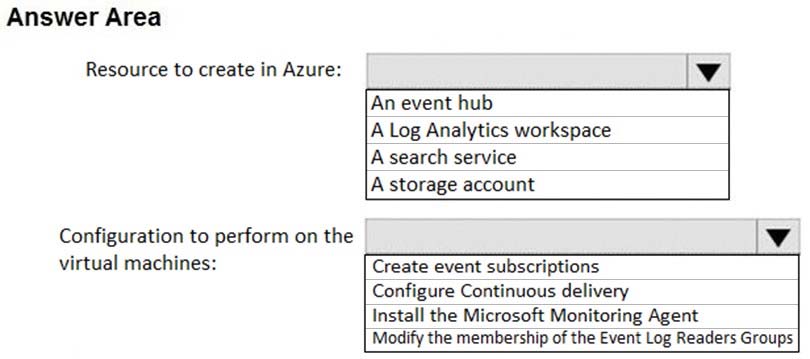 Answer Area
Resource to create in Azure:
An event hub
A Log Analytics workspace
A search service
A storage account
Configuration to perform on the
virtual machines:
Create event subscriptions
Configure Continuous delivery
Install the Microsoft Monitoring Agent
Modify the membership of the Event Log Readers Groups